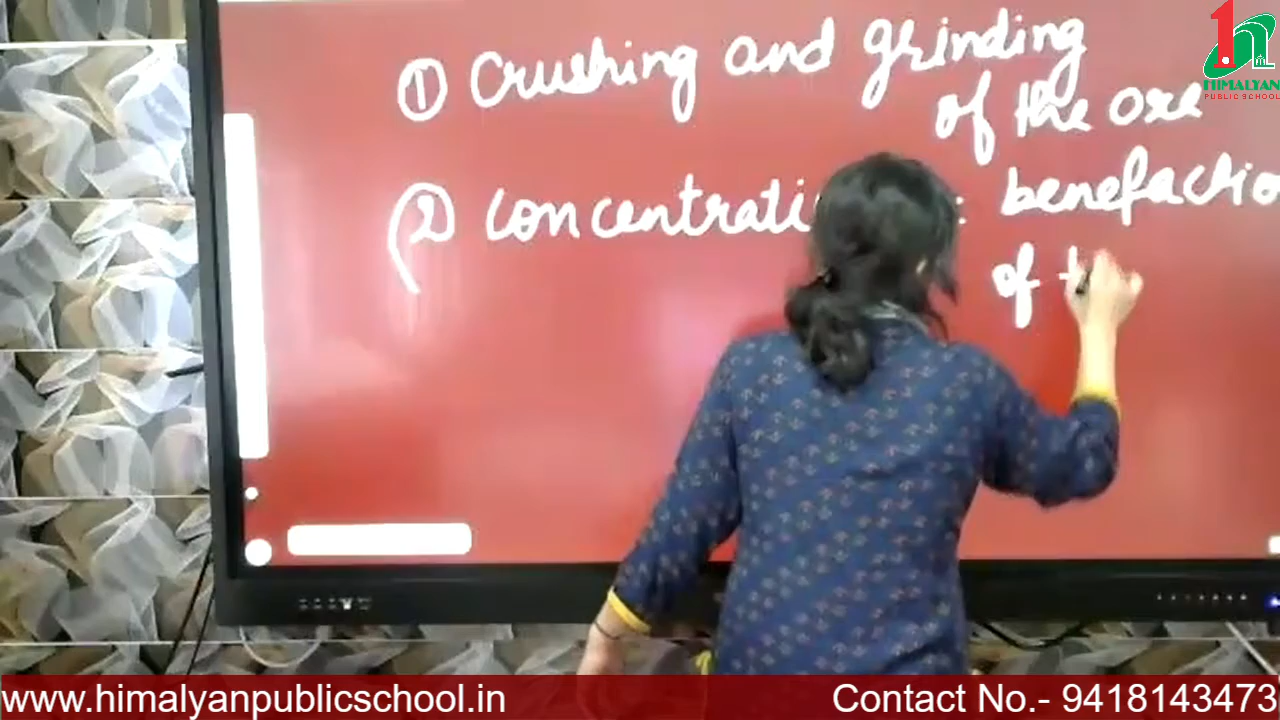 ① Crushing and grinding
of the ore
② Concentrati : benefactio
of t
1h
HIMALYAN
PUBLIC SCHOOL
www.himalyanpublicschool.in
Contact No.- 9418143473